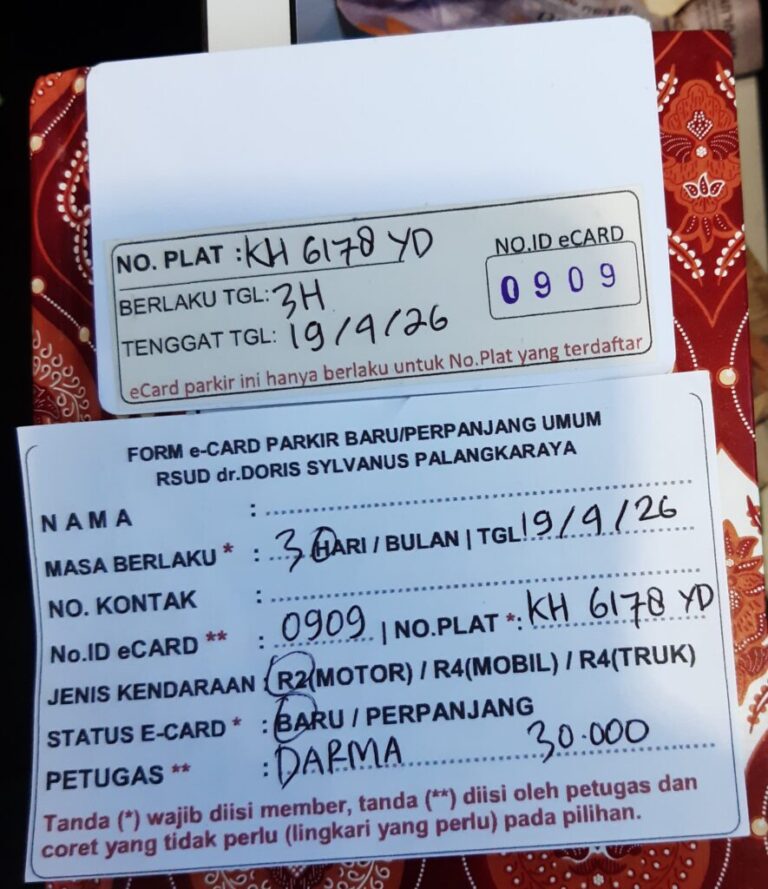 NO. PLAT : KH 6178 YD
NO.ID eCARD
0909
BERLAKU TGL: 3H
TENGGAT TGL: 19/9/26
eCard parkir ini hanya berlaku untuk No.Plat yang terdaftar
FORM e-CARD PARKIR BARU/PERPANJANG UMUM
RSUD dr.DORIS SYLVANUS PALANGKARAYA
NAMA :
MASA BERLAKU * : 3 HARI / BULAN | TGL 19/9/26
NO. KONTAK :
No.ID eCARD ** : 0909 | NO.PLAT *: KH 6178 YD
JENIS KENDARAAN : R2(MOTOR) / R4(MOBIL) / R4(TRUK)
STATUS E-CARD * : BARU / PERPANJANG
PETUGAS ** : DARMA 30.000
Tanda (*) wajib diisi member, tanda (**) diisi oleh petugas dan
coret yang tidak perlu (lingkari yang perlu) pada pilihan.